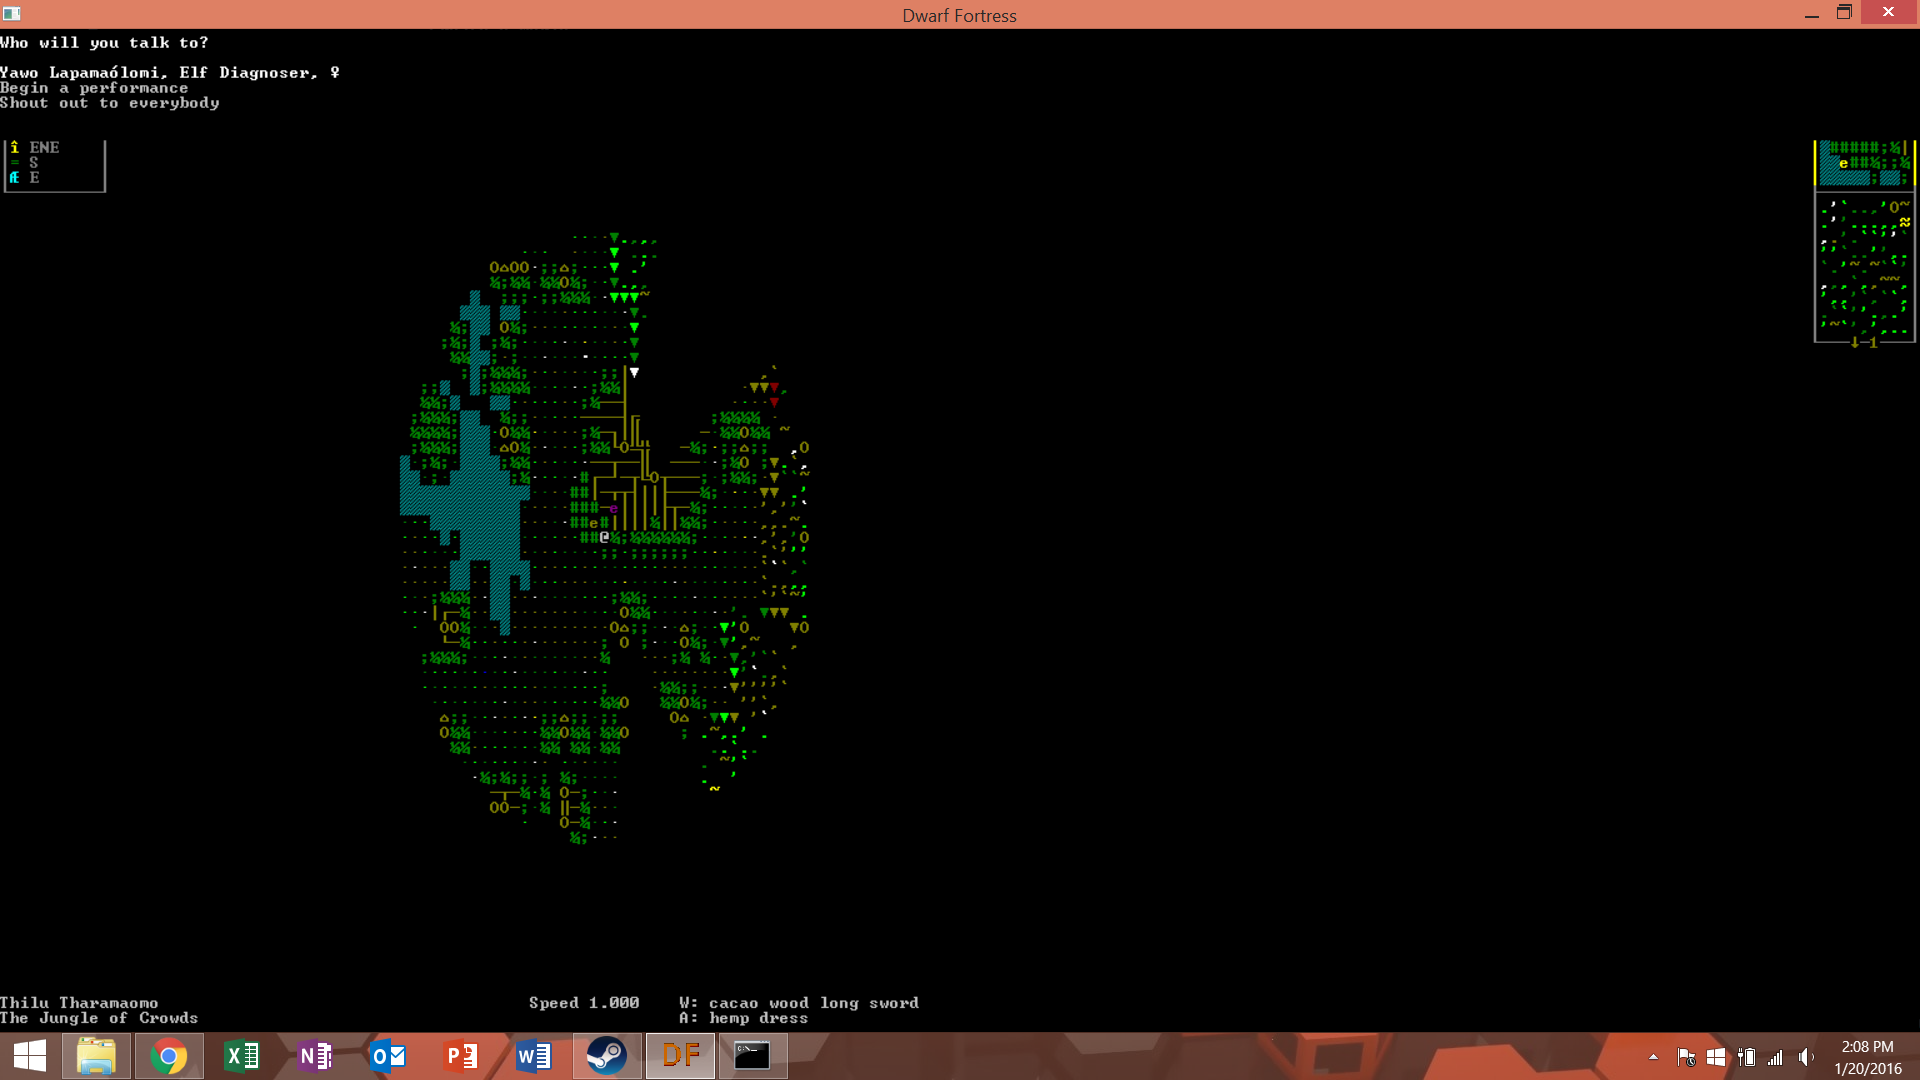 Dwarf Fortress
Who will you talk to?
Yawo Lapamaólomi, Elf Diagnoser, ♀
Begin a performance
Shout out to everybody
î ENE
= S
Æ E
↓ 1
Thilu Tharamaomo
The Jungle of Crowds
Speed 1.000
W: cacao wood long sword
A: hemp dress
DF
2:08 PM
1/20/2016